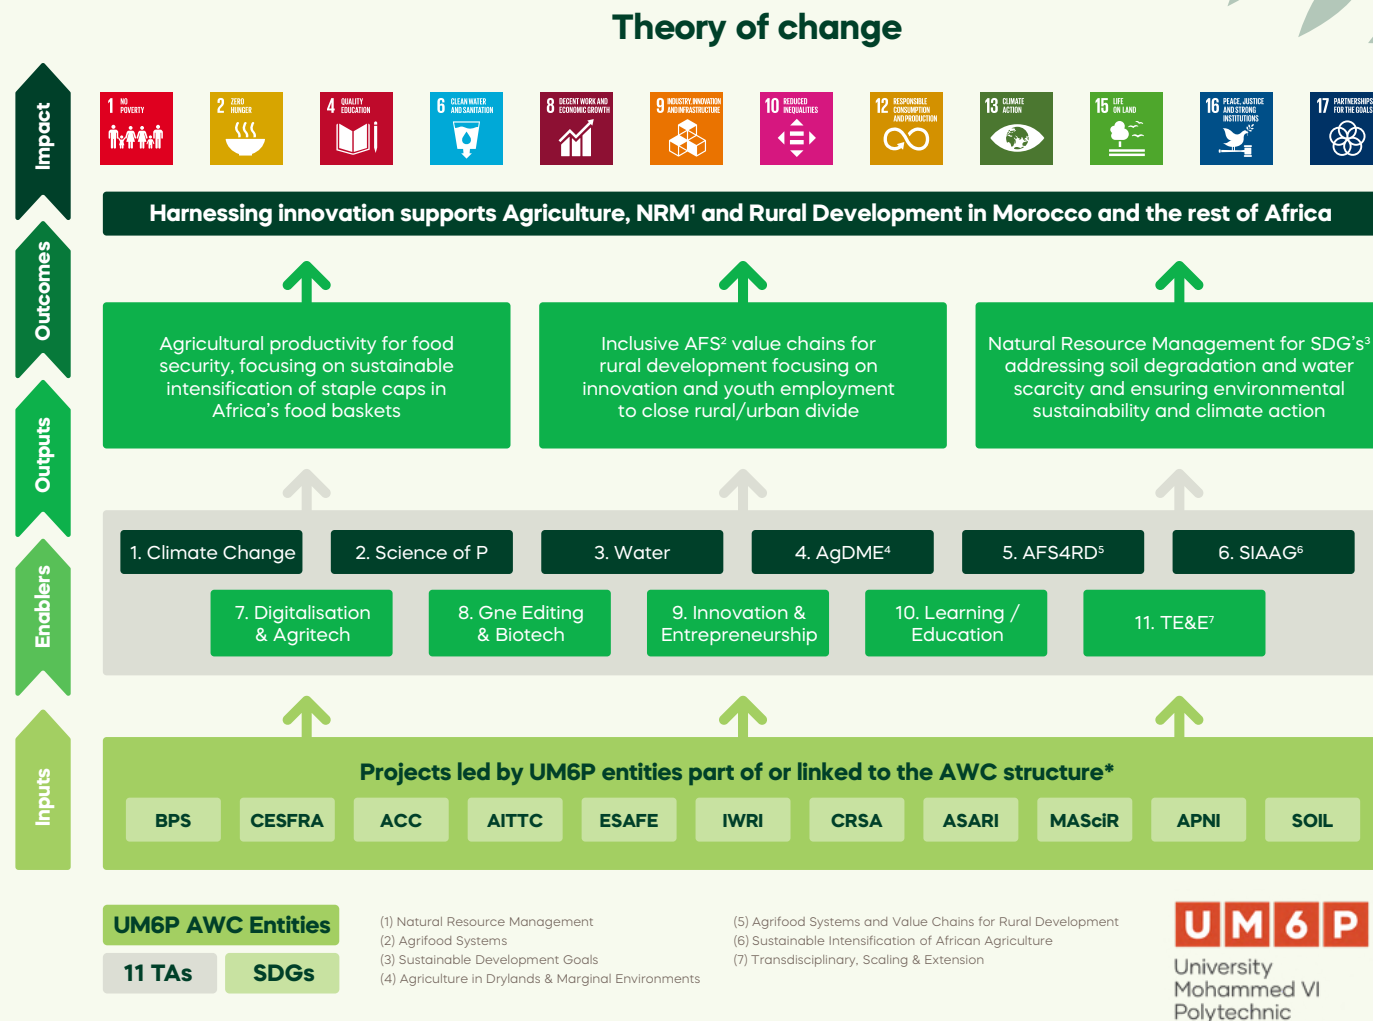 Theory of change
Impact
Outcomes
Outputs
Enablers
Inputs
1 NO POVERTY
2 ZERO HUNGER
4 QUALITY EDUCATION
6 CLEAN WATER AND SANITATION
8 DECENT WORK AND ECONOMIC GROWTH
9 INDUSTRY, INNOVATION AND INFRASTRUCTURE
10 REDUCED INEQUALITIES
12 RESPONSIBLE CONSUMPTION AND PRODUCTION
13 CLIMATE ACTION
15 LIFE ON LAND
16 PEACE, JUSTICE AND STRONG INSTITUTIONS
17 PARTNERSHIPS FOR THE GOALS
Harnessing innovation supports Agriculture, NRM¹ and Rural Development in Morocco and the rest of Africa
Agricultural productivity for food
security, focusing on sustainable
intensification of staple caps in
Africa's food baskets
Inclusive AFS² value chains for
rural development focusing on
innovation and youth employment
to close rural/urban divide
Natural Resource Management for SDG's³
addressing soil degradation and water
scarcity and ensuring environmental
sustainability and climate action
1. Climate Change
2. Science of P
3. Water
4. AgDME⁴
5. AFS4RD⁵
6. SIAAG⁶
7. Digitalisation
& Agritech
8. Gne Editing
& Biotech
9. Innovation &
Entrepreneurship
10. Learning /
Education
11. TE&E⁷
Projects led by UM6P entities part of or linked to the AWC structure*
BPS
CESFRA
ACC
AITTC
ESAFE
IWRI
CRSA
ASARI
MASciR
APNI
SOIL
UM6P AWC Entities
11 TAs
SDGs
(1) Natural Resource Management
(2) Agrifood Systems
(3) Sustainable Development Goals
(4) Agriculture in Drylands & Marginal Environments
(5) Agrifood Systems and Value Chains for Rural Development
(6) Sustainable Intensification of African Agriculture
(7) Transdisciplinary, Scaling & Extension
UM6P
University
Mohammed VI
Polytechnic